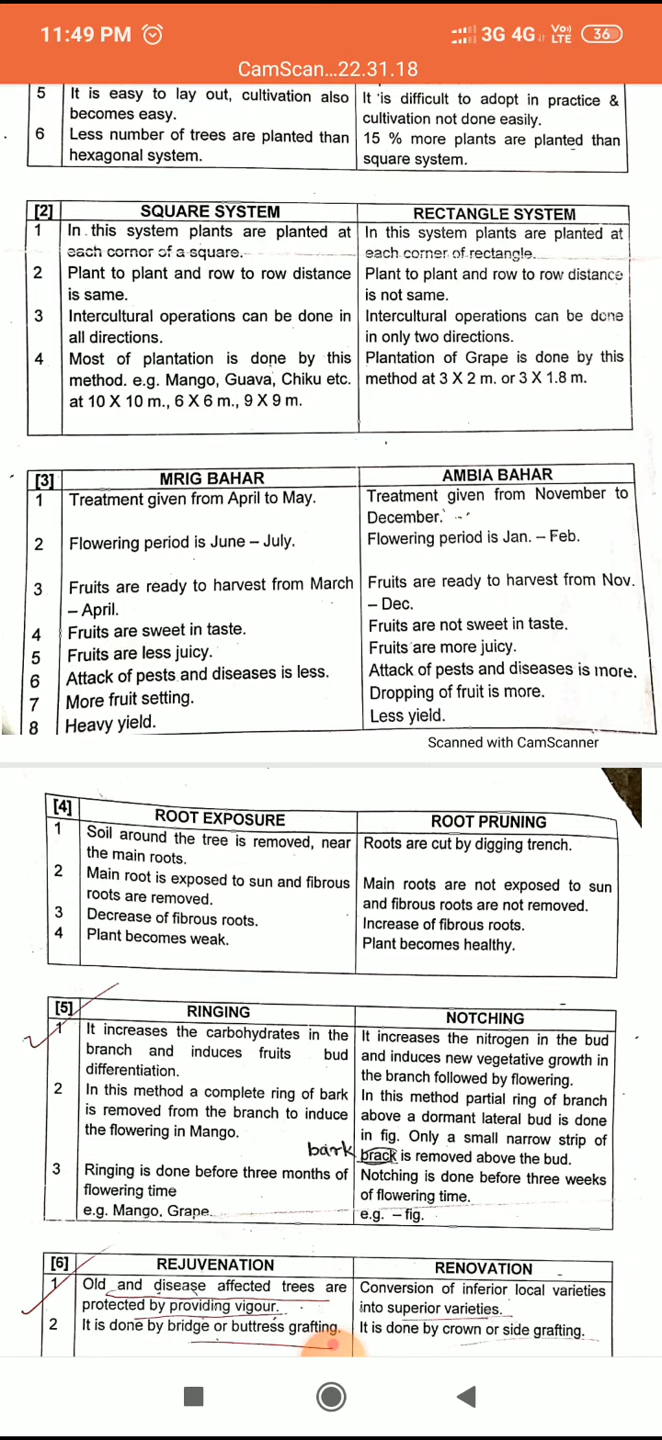 11:49 PM
3G 4G Vo) LTE 36
CamScan...22.31.18
5 It is easy to lay out, cultivation also becomes easy. It is difficult to adopt in practice & cultivation not done easily.
6 Less number of trees are planted than hexagonal system. 15 % more plants are planted than square system.
[2] SQUARE SYSTEM RECTANGLE SYSTEM
1 In this system plants are planted at each cornor of a square. In this system plants are planted at each corner of rectangle.
2 Plant to plant and row to row distance is same. Plant to plant and row to row distance is not same.
3 Intercultural operations can be done in all directions. Intercultural operations can be done in only two directions.
4 Most of plantation is done by this method. e.g. Mango, Guava, Chiku etc. at 10 X 10 m., 6 X 6 m., 9 X 9 m. Plantation of Grape is done by this method at 3 X 2 m. or 3 X 1.8 m.
[3] MRIG BAHAR AMBIA BAHAR
1 Treatment given from April to May. Treatment given from November to December.
2 Flowering period is June – July. Flowering period is Jan. – Feb.
3 Fruits are ready to harvest from March – April. Fruits are ready to harvest from Nov. – Dec.
4 Fruits are sweet in taste. Fruits are not sweet in taste.
5 Fruits are less juicy. Fruits are more juicy.
6 Attack of pests and diseases is less. Attack of pests and diseases is more.
7 More fruit setting. Dropping of fruit is more.
8 Heavy yield. Less yield.
Scanned with CamScanner
[4] ROOT EXPOSURE ROOT PRUNING
1 Soil around the tree is removed, near the main roots. Roots are cut by digging trench.
2 Main root is exposed to sun and fibrous roots are removed. Main roots are not exposed to sun and fibrous roots are not removed.
3 Decrease of fibrous roots. Increase of fibrous roots.
4 Plant becomes weak. Plant becomes healthy.
[5] RINGING NOTCHING
1 It increases the carbohydrates in the branch and induces fruits bud differentiation. It increases the nitrogen in the bud and induces new vegetative growth in the branch followed by flowering.
2 In this method a complete ring of bark is removed from the branch to induce the flowering in Mango. In this method partial ring of branch above a dormant lateral bud is done in fig. Only a small narrow strip of brack is removed above the bud.
bark
3 Ringing is done before three months of flowering time e.g. Mango, Grape. Notching is done before three weeks of flowering time. e.g. – fig.
[6] REJUVENATION RENOVATION
1 Old and disease affected trees are protected by providing vigour. Conversion of inferior local varieties into superior varieties.
2 It is done by bridge or buttress grafting. It is done by crown or side grafting.